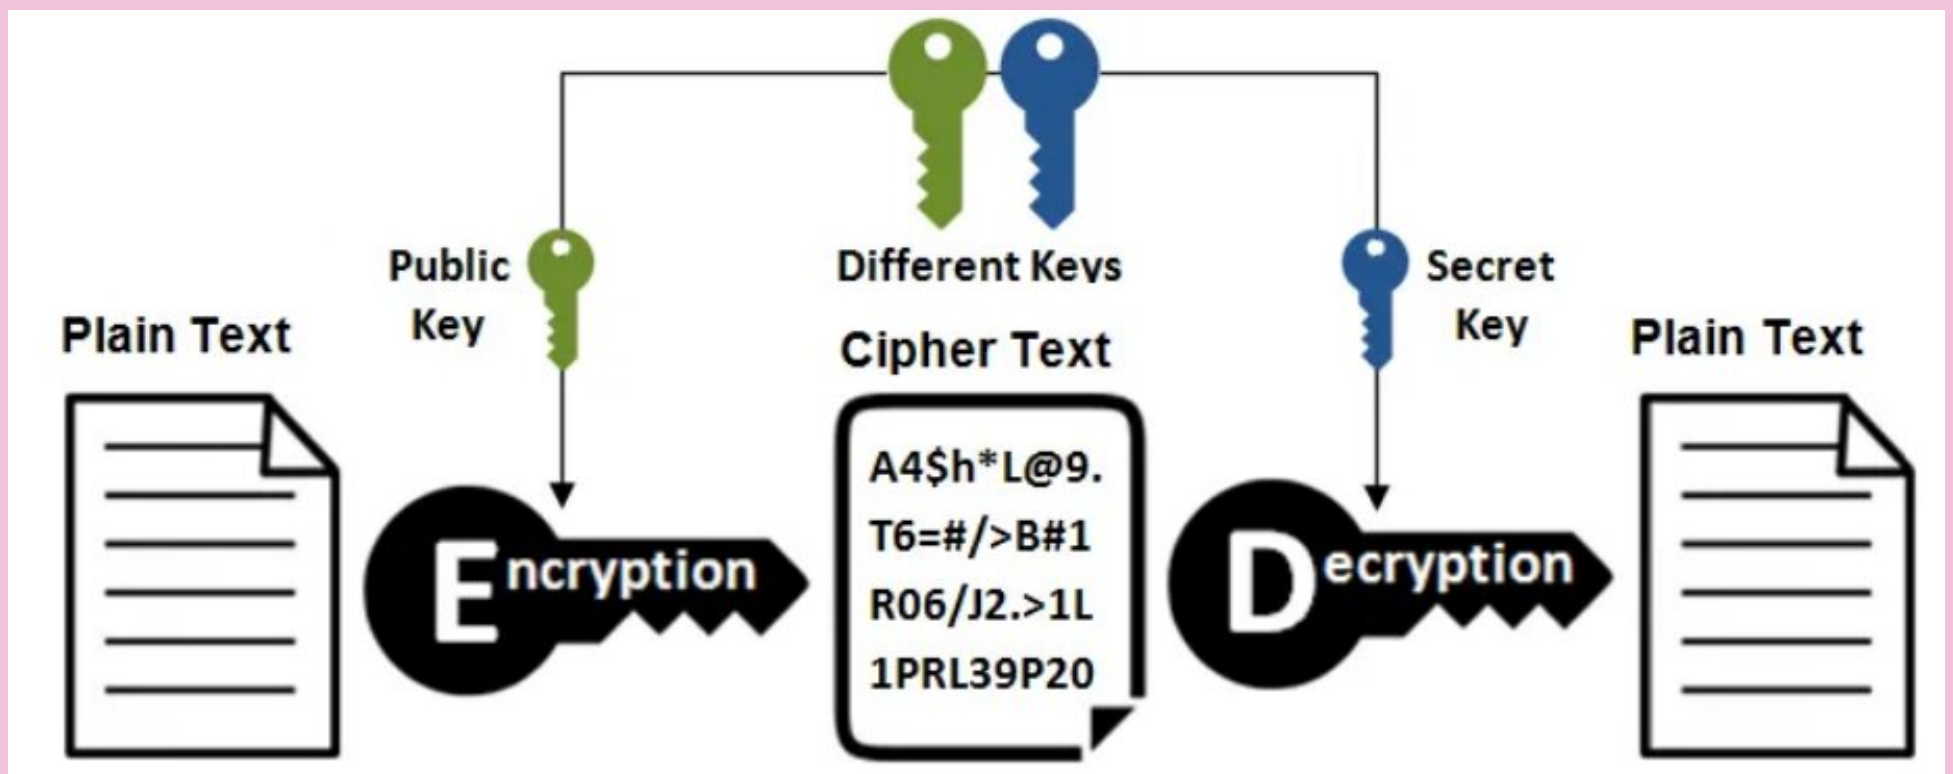 Public
Key
Different Keys
Secret
Key
Plain Text
Cipher Text
Plain Text
A4$h*L@9.
T6=#/>B#1
R06/J2.>1L
1PRL39P20
Encryption
Decryption